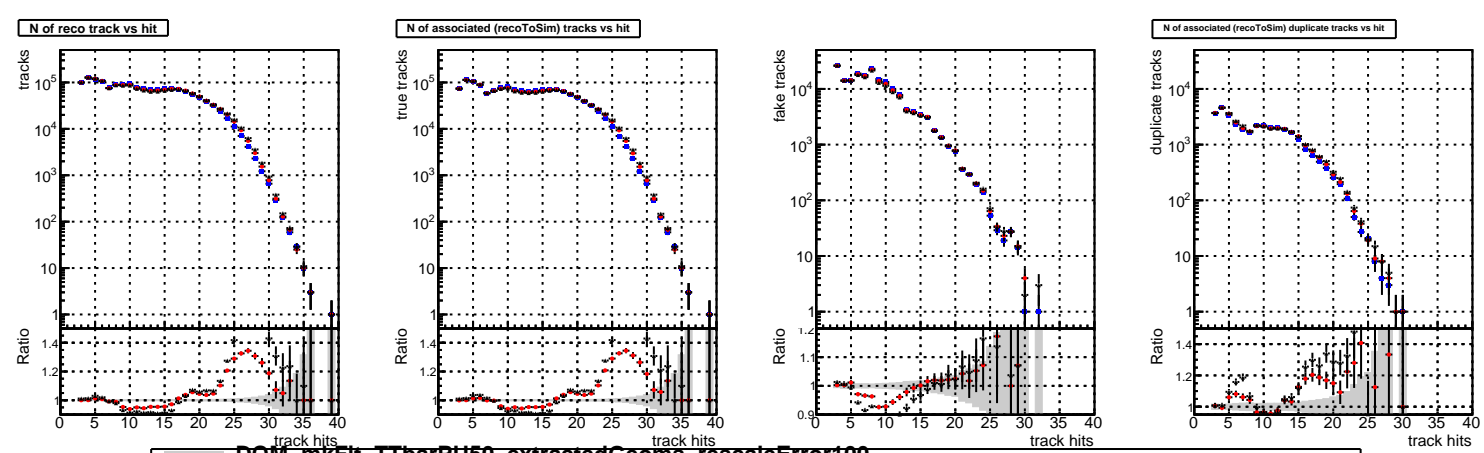 N of reco track vs hit
N of associated (recoToSim) tracks vs hit
N of associated (recoToSim) duplicate tracks vs hit
tracks
10^5
10^4
10^3
10^2
10
1
Ratio
1.4
1.2
1
0 5 10 15 20 25 30 35 40
track hits
true tracks
10^5
10^4
10^3
10^2
10
1
Ratio
1.4
1.2
1
0 5 10 15 20 25 30 35 40
track hits
fake tracks
10^4
10^3
10^2
10
1
Ratio
1.2
1.1
1
0.9
0 5 10 15 20 25 30 35 40
track hits
duplicate tracks
10^4
10^3
10^2
10
1
Ratio
1.4
1.2
1
0 5 10 15 20 25 30 35 40
track hits